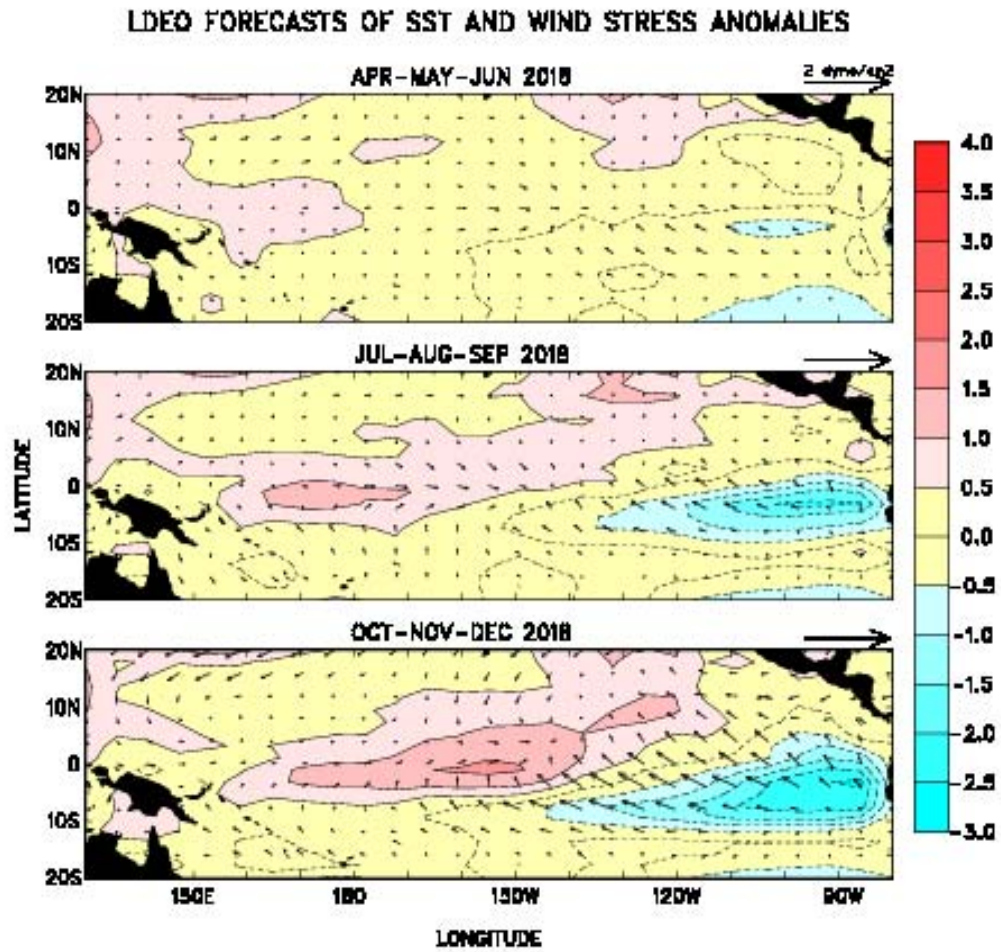 LDEO FORECASTS OF SST AND WIND STRESS ANOMALIES
APR-MAY-JUN 2018
2 dyne/cm2
20N
10N
0
10S
20S
JUL-AUG-SEP 2018
20N
10N
0
10S
20S
LATITUDE
OCT-NOV-DEC 2018
20N
10N
0
10S
20S
150E
180
150W
120W
90W
LONGITUDE
4.0
3.5
3.0
2.5
2.0
1.5
1.0
0.5
0.0
-0.5
-1.0
-1.5
-2.0
-2.5
-3.0